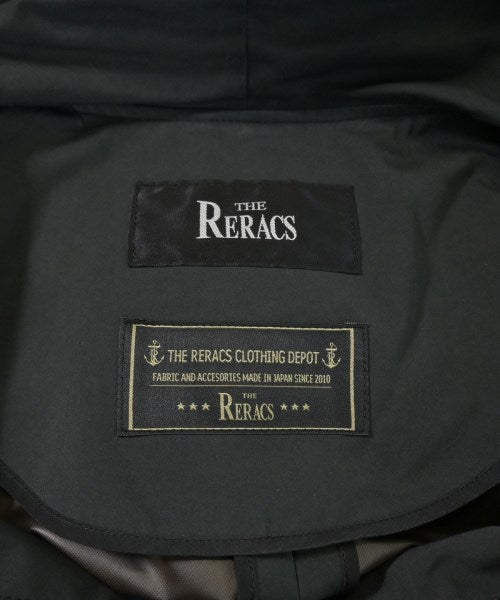 THE
RERACS
THE RERACS CLOTHING DEPOT
FABRIC AND ACCESORIES MADE IN JAPAN SINCE 2010
THE
★★★ RERACS ★★★